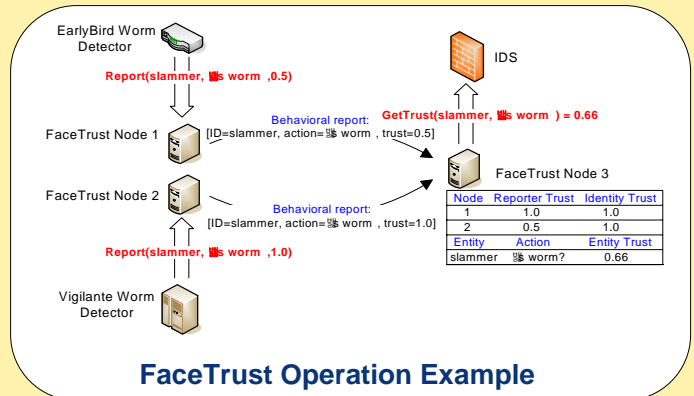 EarlyBird Worm
Detector
Report(slammer, s worm ,0.5)
FaceTrust Node 1
Behavioral report:
[ID=slammer, action= s worm , trust=0.5]
IDS
GetTrust(slammer, s worm ) = 0.66
FaceTrust Node 2
Behavioral report:
[ID=slammer, action= s worm , trust=1.0]
Report(slammer, s worm ,1.0)
Vigilante Worm
Detector
FaceTrust Node 3
Node Reporter Trust Identity Trust
1 1.0 1.0
2 0.5 1.0
Entity Action Entity Trust
slammer s worm? 0.66
FaceTrust Operation Example